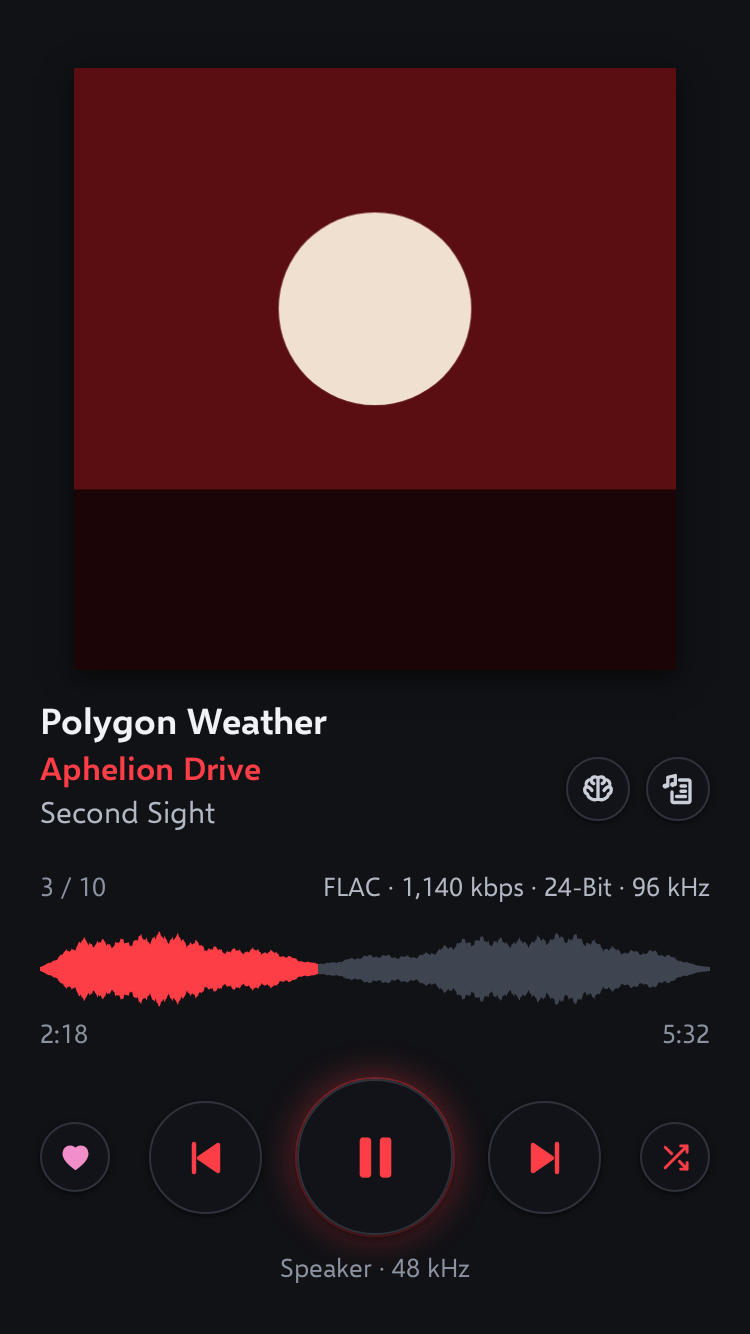 Polygon Weather
Aphelion Drive
Second Sight
3 / 10
FLAC · 1,140 kbps · 24-Bit · 96 kHz
2:18
5:32
Speaker · 48 kHz